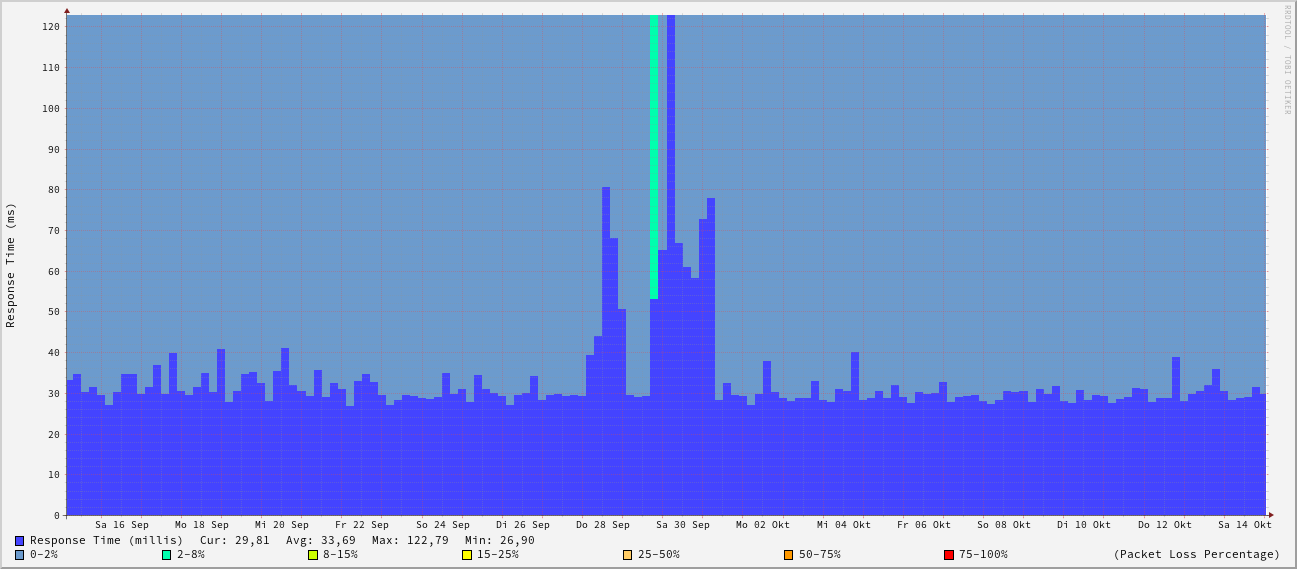 RRDTOOL / TOBI OETIKER
Response Time (ms)
120
110
100
90
80
70
60
50
40
30
20
10
0
Sa 16 Sep Mo 18 Sep Mi 20 Sep Fr 22 Sep So 24 Sep Di 26 Sep Do 28 Sep Sa 30 Sep Mo 02 Okt Mi 04 Okt Fr 06 Okt So 08 Okt Di 10 Okt Do 12 Okt Sa 14 Okt
Response Time (millis) Cur: 29,81 Avg: 33,69 Max: 122,79 Min: 26,90
0-2% 2-8% 8-15% 15-25% 25-50% 50-75% 75-100% (Packet Loss Percentage)